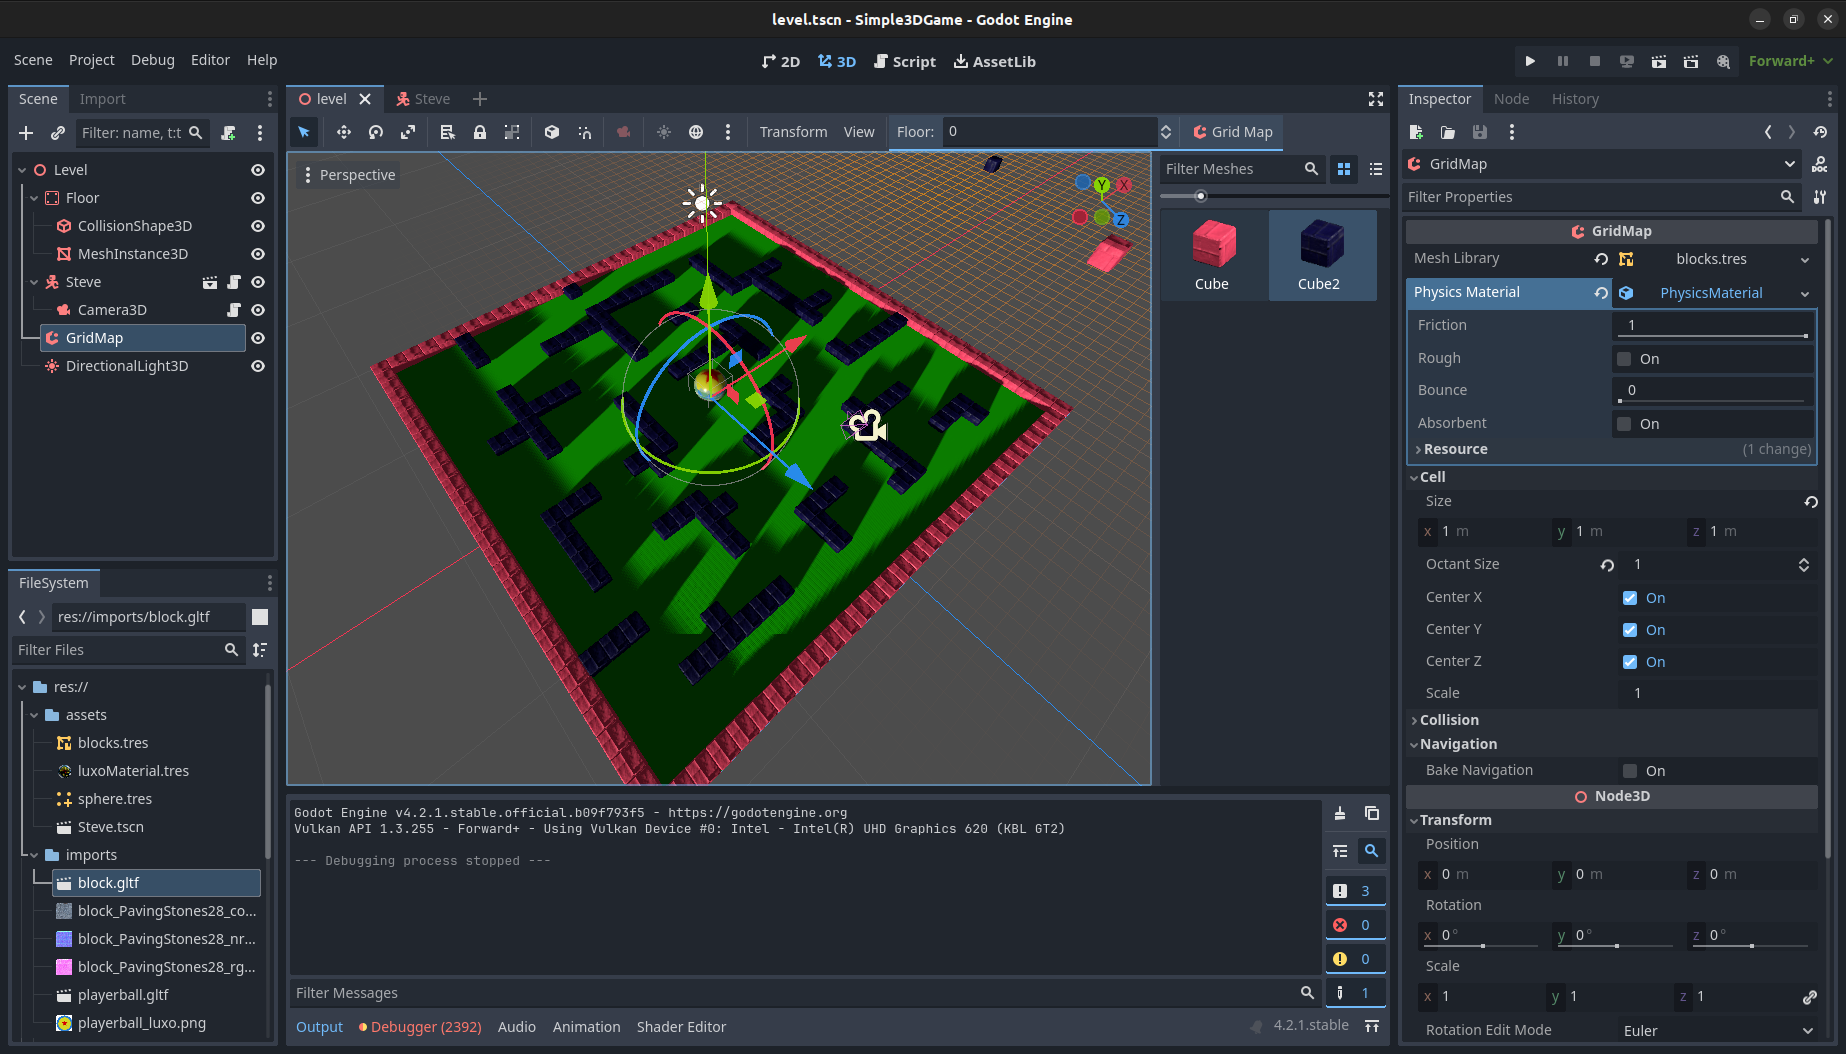 level.tscn - Simple3DGame - Godot Engine
Scene Project Debug Editor Help
2D 3D Script AssetLib
Forward+
Scene Import
Filter: name, t:t
Level
Floor
CollisionShape3D
MeshInstance3D
Steve
Camera3D
GridMap
DirectionalLight3D
FileSystem
res://imports/block.gltf
Filter Files
res://
assets
blocks.tres
luxoMaterial.tres
sphere.tres
Steve.tscn
imports
block.gltf
block_PavingStones28_co...
block_PavingStones28_nr...
block_PavingStones28_rg...
playerball.gltf
playerball_luxo.png
level Steve
Transform View Floor: 0 Grid Map
Perspective
Y X
Z
Filter Meshes
Cube Cube2
Godot Engine v4.2.1.stable.official.b09f793f5 - https://godotengine.org
Vulkan API 1.3.255 - Forward+ - Using Vulkan Device #0: Intel - Intel(R) UHD Graphics 620 (KBL GT2)
--- Debugging process stopped ---
3
0
0
1
Filter Messages
Output Debugger (2392) Audio Animation Shader Editor 4.2.1.stable
Inspector Node History
GridMap
DOC
Filter Properties
GridMap
Mesh Library blocks.tres
Physics Material PhysicsMaterial
Friction 1
Rough On
Bounce 0
Absorbent On
Resource (1 change)
Cell
Size
x 1 m y 1 m z 1 m
Octant Size 1
Center X On
Center Y On
Center Z On
Scale 1
Collision
Navigation
Bake Navigation On
Node3D
Transform
Position
x 0 m y 0 m z 0 m
Rotation
x 0° y 0° z 0°
Scale
x 1 y 1 z 1
Rotation Edit Mode Euler